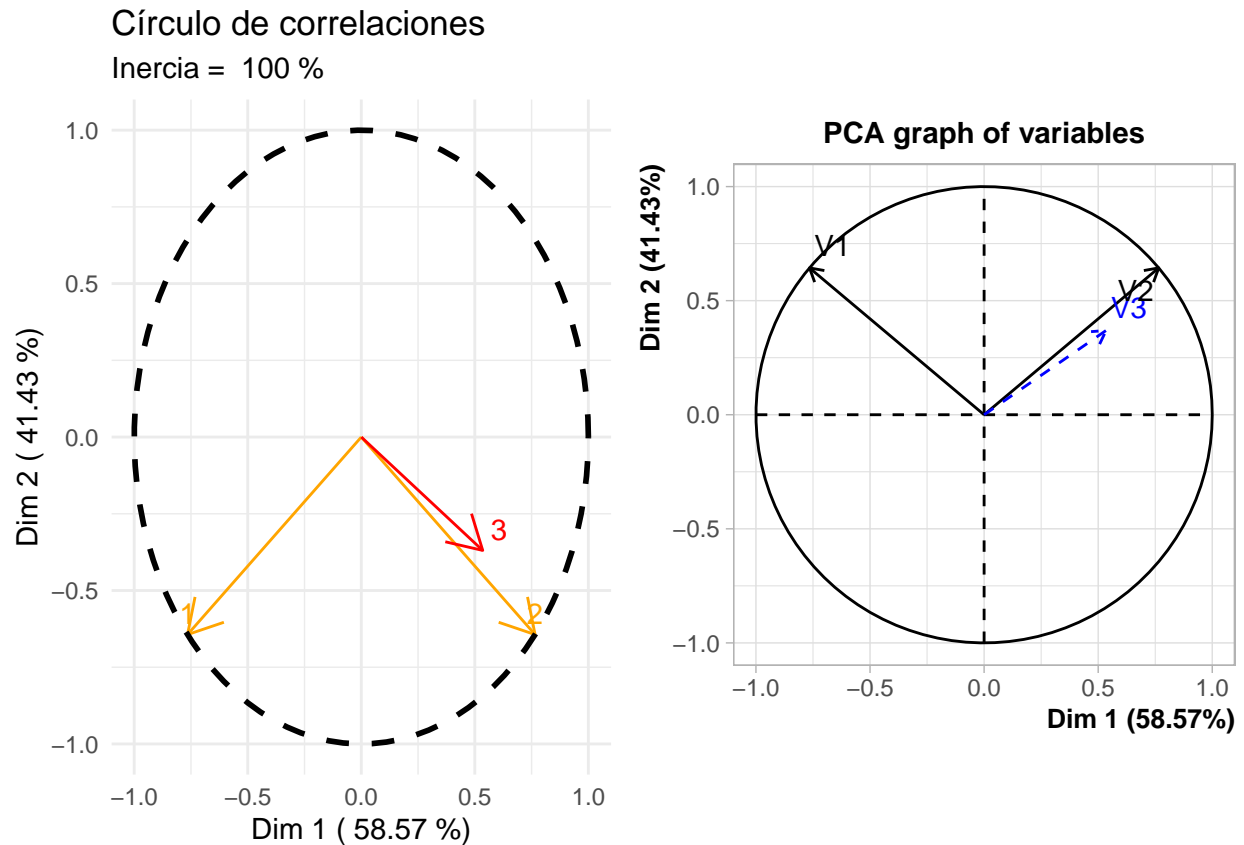 Círculo de correlaciones
Inercia =  100 %
Dim 2 ( 41.43 %)
1.0
0.5
0.0
−0.5
−1.0
1
2
3
−1.0
−0.5
0.0
0.5
1.0
Dim 1 ( 58.57 %)
PCA graph of variables
Dim 2 (41.43%)
1.0
0.5
0.0
−0.5
−1.0
V1
V2
V3
−1.0
−0.5
0.0
0.5
1.0
Dim 1 (58.57%)